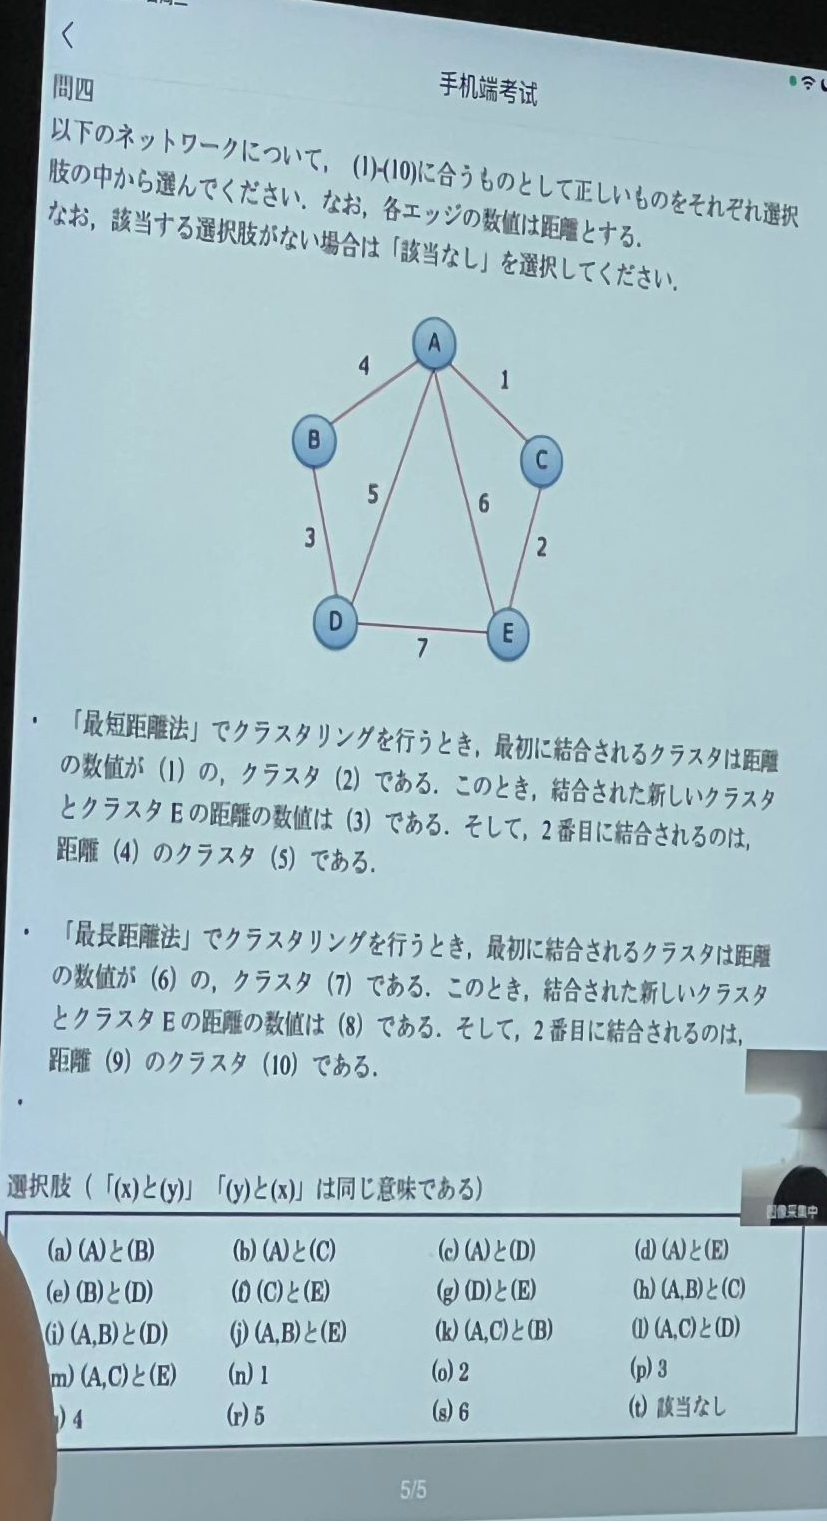 手机端考试
問四
以下のネットワークについて，(1)-(10)に合うものとして正しいものをそれぞれ選択
肢の中から選んでください．なお，各エッジの数値は距離とする．
なお，該当する選択肢がない場合は「該当なし」を選択してください．
A
4
1
B
C
5
6
3
2
D
E
7
・「最短距離法」でクラスタリングを行うとき，最初に結合されるクラスタは距離
の数値が（1）の，クラスタ（2）である．このとき，結合された新しいクラスタ
とクラスタ E の距離の数値は（3）である．そして，2 番目に結合されるのは，
距離（4）のクラスタ（5）である．
・「最長距離法」でクラスタリングを行うとき，最初に結合されるクラスタは距離
の数値が（6）の，クラスタ（7）である．このとき，結合された新しいクラスタ
とクラスタ E の距離の数値は（8）である．そして，2 番目に結合されるのは，
距離（9）のクラスタ（10）である．
・
图像采集中
選択肢（「(x)と(y)」「(y)と(x)」は同じ意味である）
(a) (A)と(B) (b) (A)と(C) (c) (A)と(D) (d) (A)と(E)
(e) (B)と(D) (f) (C)と(E) (g) (D)と(E) (h) (A,B)と(C)
(i) (A,B)と(D) (j) (A,B)と(E) (k) (A,C)と(B) (l) (A,C)と(D)
m) (A,C)と(E) (n) 1 (o) 2 (p) 3
) 4 (r) 5 (s) 6 (t) 該当なし
5/5